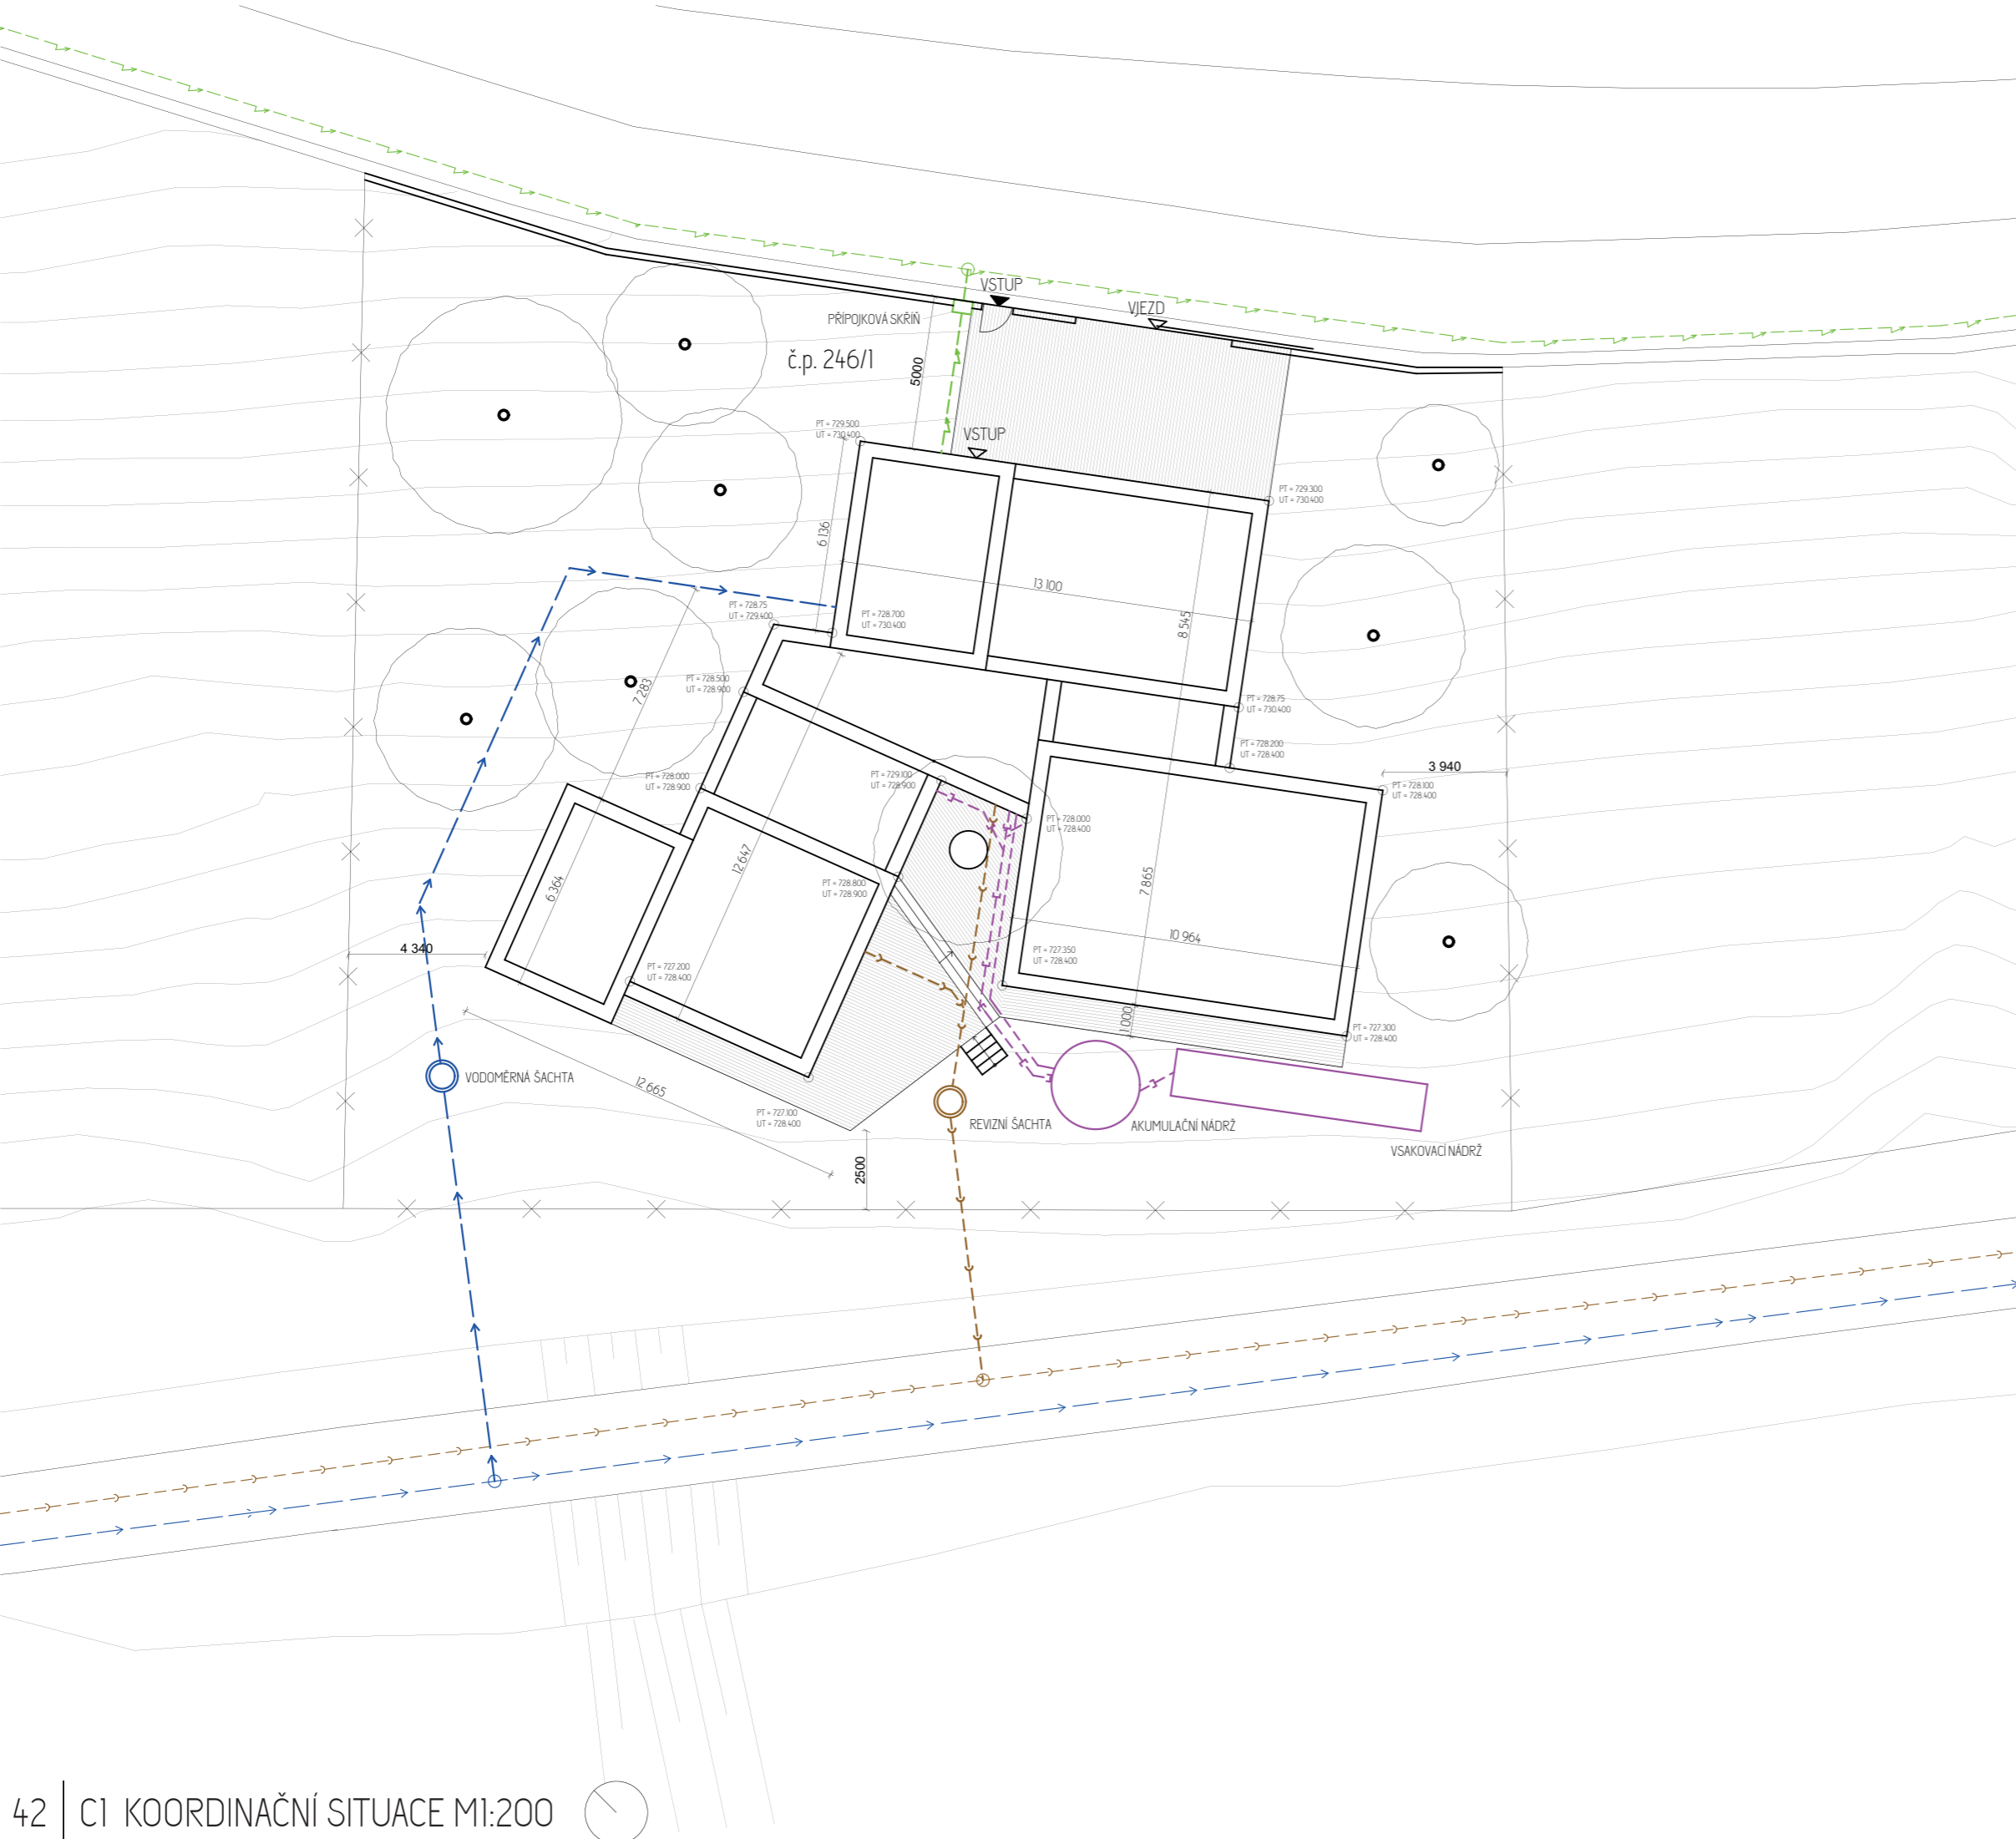 VSTUP
VJEZD
PŘÍPOJKOVÁ SKŘÍŇ
č.p. 246/1
5000
PT = 729.500
UT = 730.400
VSTUP
PT = 729.300
UT = 730.400
6 136
13 100
8 545
PT = 728.75
UT = 729.400
PT = 728.700
UT = 730.400
PT = 728.500
UT = 728.900
7 283
PT = 728.75
UT = 730.400
PT = 728.200
UT = 728.400
3 940
PT = 728.000
UT = 728.900
PT = 729.100
UT = 728.900
PT = 728.100
UT = 728.400
PT = 728.000
UT = 728.400
12 647
6 364
PT = 728.800
UT = 728.900
7 865
10 964
4 340
PT = 727.350
UT = 728.400
PT = 727.200
UT = 728.400
1 000
PT = 727.300
UT = 728.400
VODOMĚRNÁ ŠACHTA
12 665
PT = 727.100
UT = 728.400
REVIZNÍ ŠACHTA
AKUMULAČNÍ NÁDRŽ
VSAKOVACÍ NÁDRŽ
2500
42 C1 KOORDINAČNÍ SITUACE M1:200